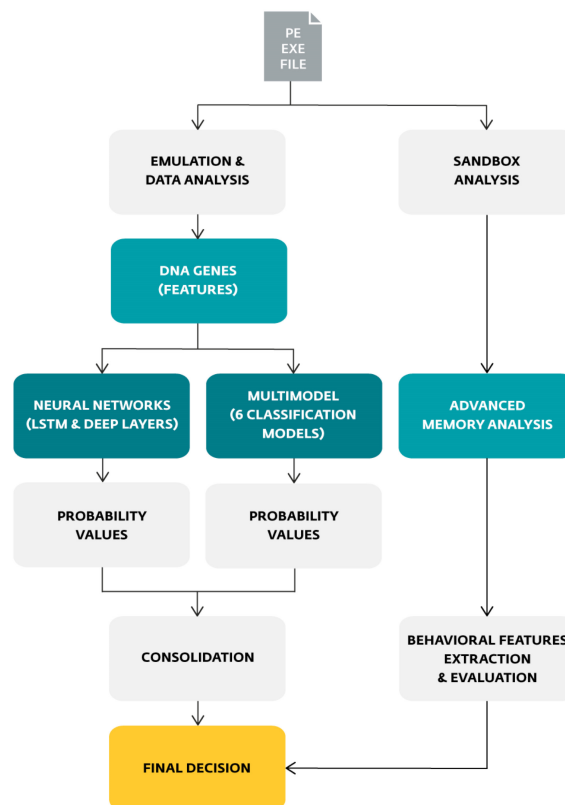 PE
EXE
FILE
EMULATION &
DATA ANALYSIS
SANDBOX
ANALYSIS
DNA GENES
(FEATURES)
NEURAL NETWORKS
(LSTM & DEEP LAYERS)
MULTIMODEL
(6 CLASSIFICATION
MODELS)
ADVANCED
MEMORY ANALYSIS
PROBABILITY
VALUES
PROBABILITY
VALUES
CONSOLIDATION
BEHAVIORAL FEATURES
EXTRACTION
& EVALUATION
FINAL DECISION